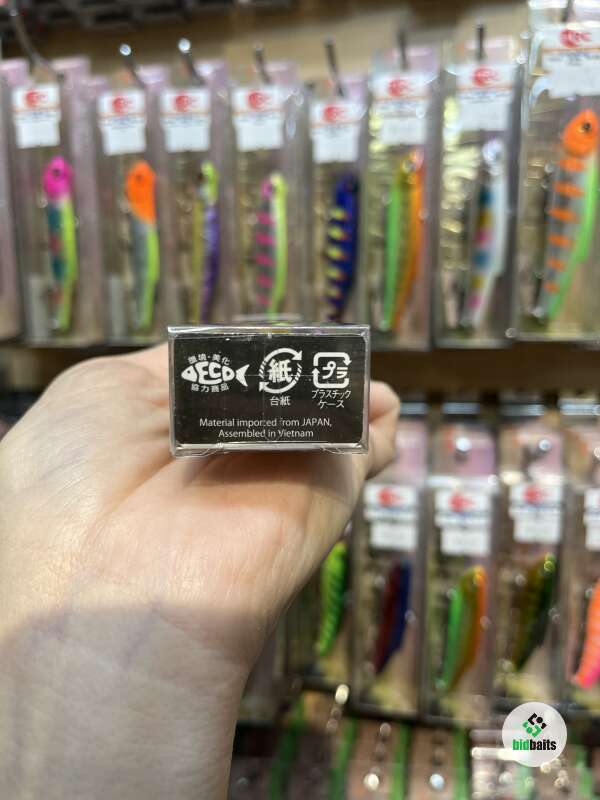 環境・美化
ECO
協力商品
紙
台紙
プラ
プラスチック
ケース
Material imported from JAPAN,
Assembled in Vietnam
bidbaits